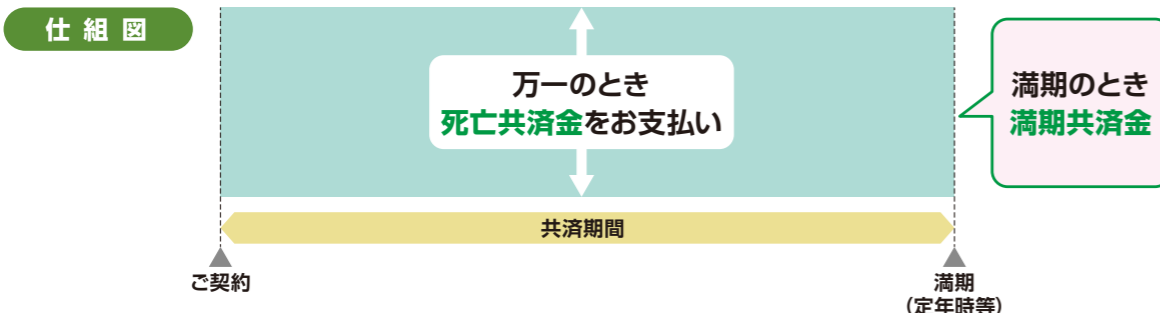 仕組図
万一のとき
死亡共済金をお支払い
満期のとき
満期共済金
共済期間
ご契約
満期
(定年時等)